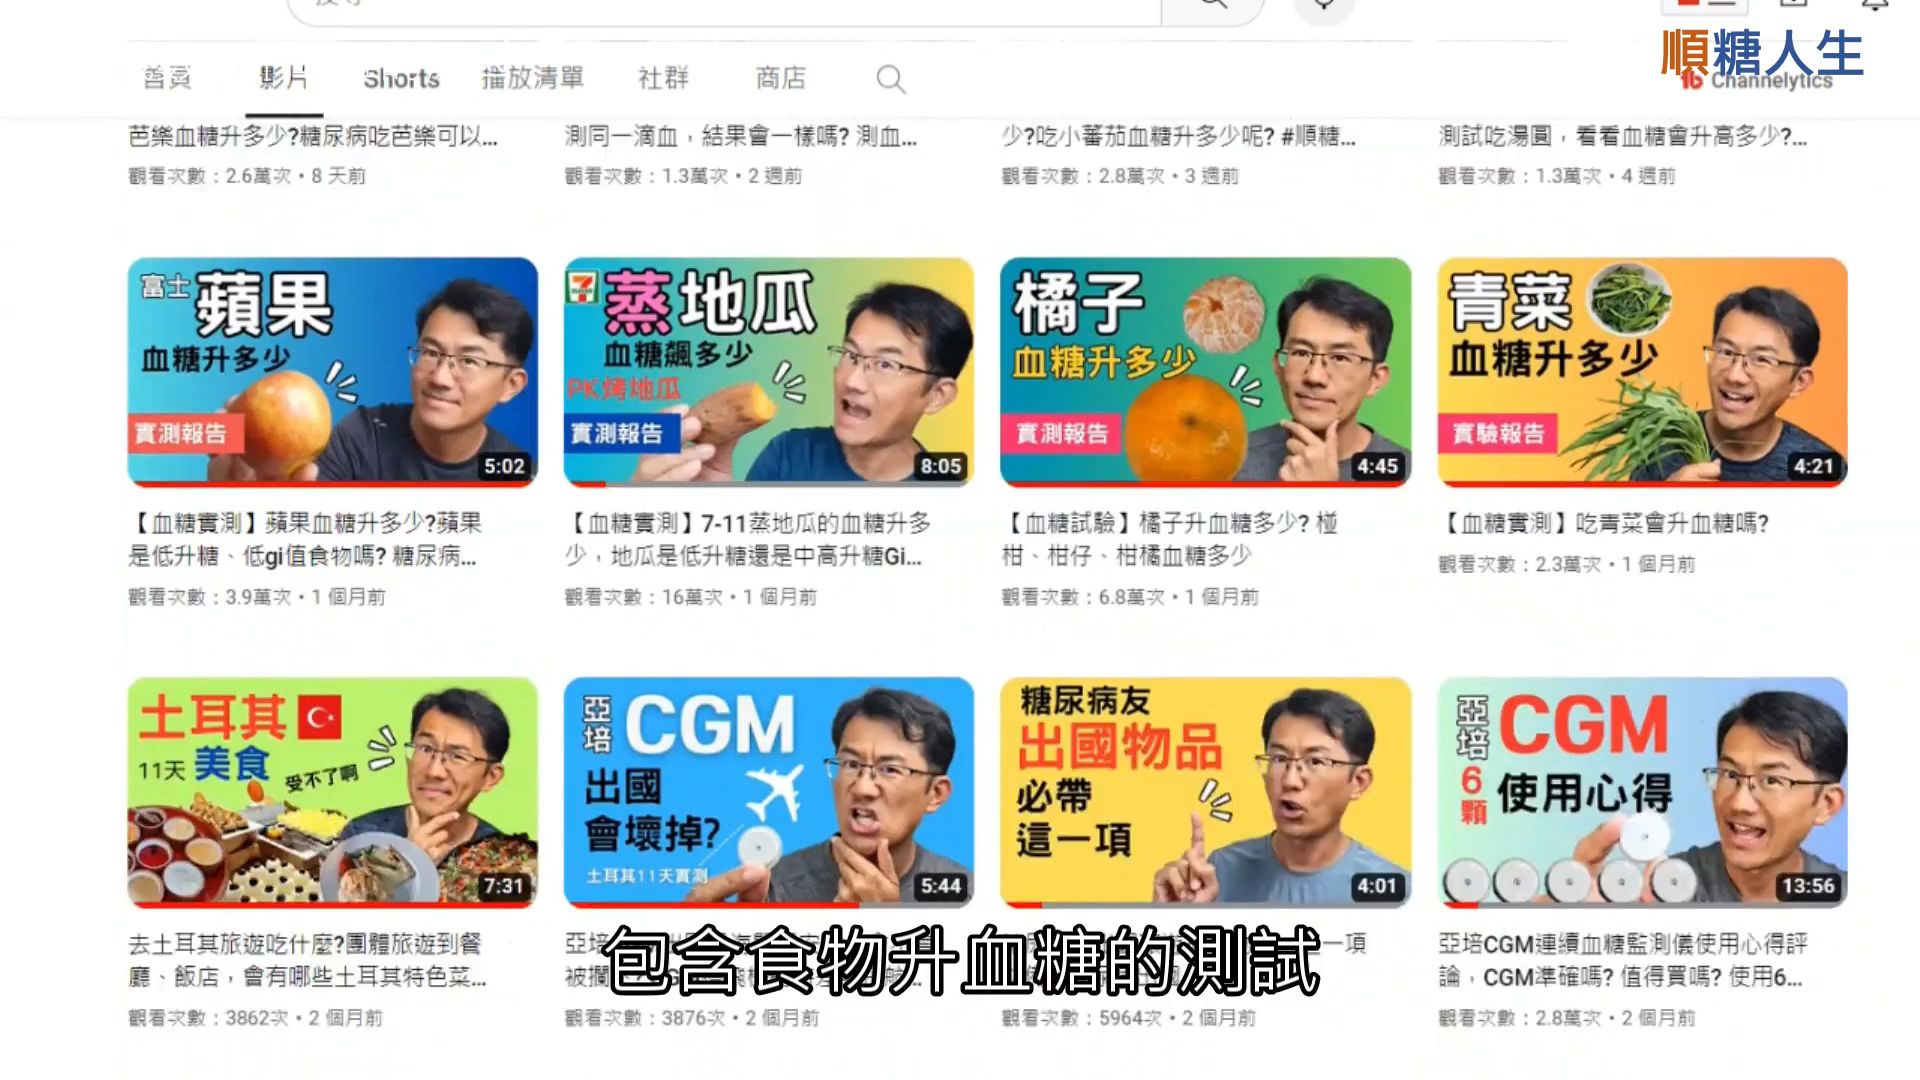 順糖人生
首頁 影片 Shorts 播放清單 社群 商店
Channelytics
芭樂血糖升多少?糖尿病吃芭樂可以...
觀看次數：2.6萬次・8 天前
測同一滴血，結果會一樣嗎? 測血...
觀看次數：1.3萬次・2 週前
少?吃小蕃茄血糖升多少呢? #順糖...
觀看次數：2.8萬次・3 週前
測試吃湯圓，看看血糖會升高多少?...
觀看次數：1.3萬次・4 週前
富士 蘋果
血糖升多少
實測報告
5:02
【血糖實測】蘋果血糖升多少?蘋果
是低升糖、低gi值食物嗎? 糖尿病...
觀看次數：3.9萬次・1 個月前
7 蒸地瓜
血糖飆多少
PK烤地瓜
實測報告
8:05
【血糖實測】7-11蒸地瓜的血糖升多
少，地瓜是低升糖還是中高升糖Gi...
觀看次數：16萬次・1 個月前
橘子
血糖升多少
實測報告
4:45
【血糖試驗】橘子升血糖多少? 椪
柑、柑仔、柑橘血糖多少
觀看次數：6.8萬次・1 個月前
青菜
血糖升多少
實驗報告
4:21
【血糖實測】吃青菜會升血糖嗎?
觀看次數：2.3萬次・1 個月前
土耳其
11天 美食
受不了啊
7:31
去土耳其旅遊吃什麼?團體旅遊到餐
廳、飯店，會有哪些土耳其特色菜...
觀看次數：3862次・2 個月前
亞培 CGM
出國
會壞掉?
土耳其11天實測
5:44
亞培
被攔
觀看次數：3876次・2 個月前
糖尿病友
出國物品
必帶
這一項
4:01
一項
觀看次數：5964次・2 個月前
亞培 CGM
6顆 使用心得
13:56
亞培CGM連續血糖監測儀使用心得評
論，CGM準確嗎? 值得買嗎? 使用6...
觀看次數：2.8萬次・2 個月前
包含食物升血糖的測試